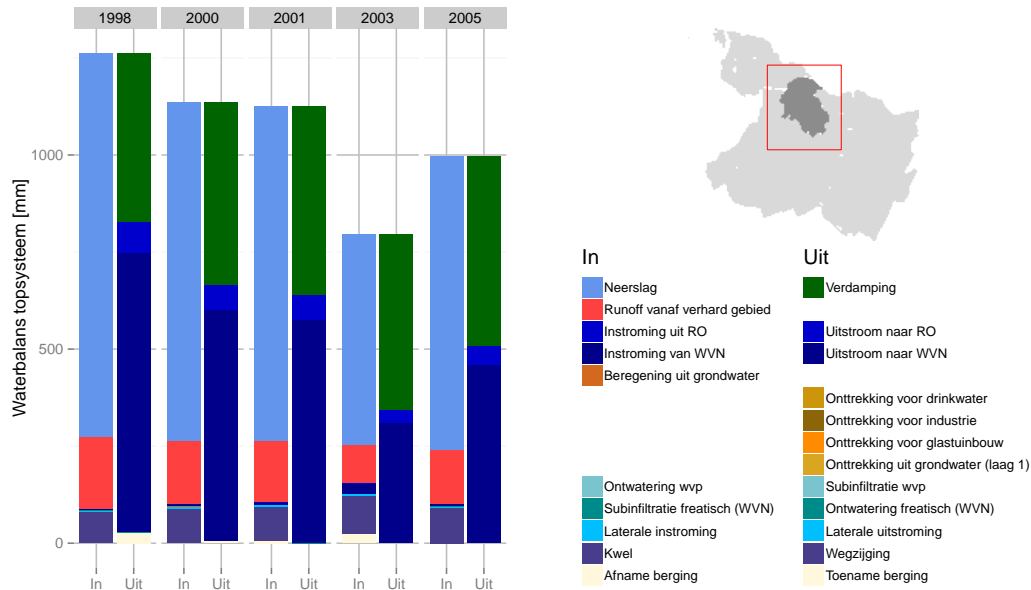 1998 2000 2001 2003 2005
Waterbalans topsysteem [mm]
1000
500
0
In Uit In Uit In Uit In Uit In Uit
In
Neerslag
Runoff vanaf verhard gebied
Instroming uit RO
Instroming van WVN
Beregening uit grondwater
Ontwatering wvp
Subinfiltratie freatisch (WVN)
Laterale instroming
Kwel
Afname berging
Uit
Verdamping
Uitstroom naar RO
Uitstroom naar WVN
Onttrekking voor drinkwater
Onttrekking voor industrie
Onttrekking voor glastuinbouw
Onttrekking uit grondwater (laag 1)
Subinfiltratie wvp
Ontwatering freatisch (WVN)
Laterale uitstroming
Wegzijging
Toename berging